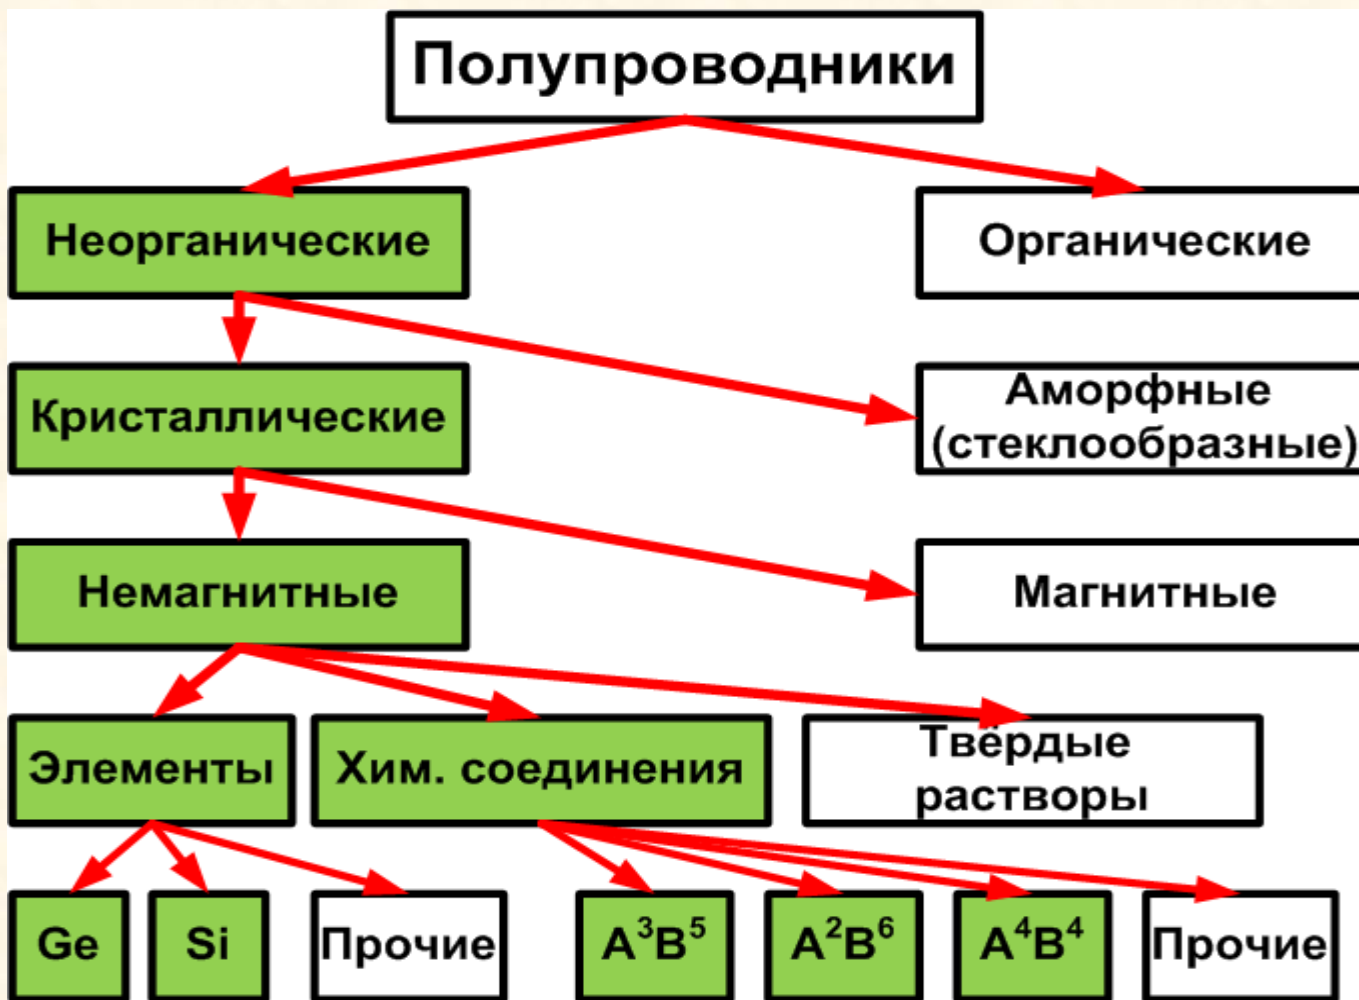 Полупроводники
Неорганические
Органические
Кристаллические
Аморфные
(стеклообразные)
Немагнитные
Магнитные
Элементы
Хим. соединения
Твёрдые
растворы
Ge
Si
Прочие
A³B⁵
A²B⁶
A⁴B⁴
Прочие